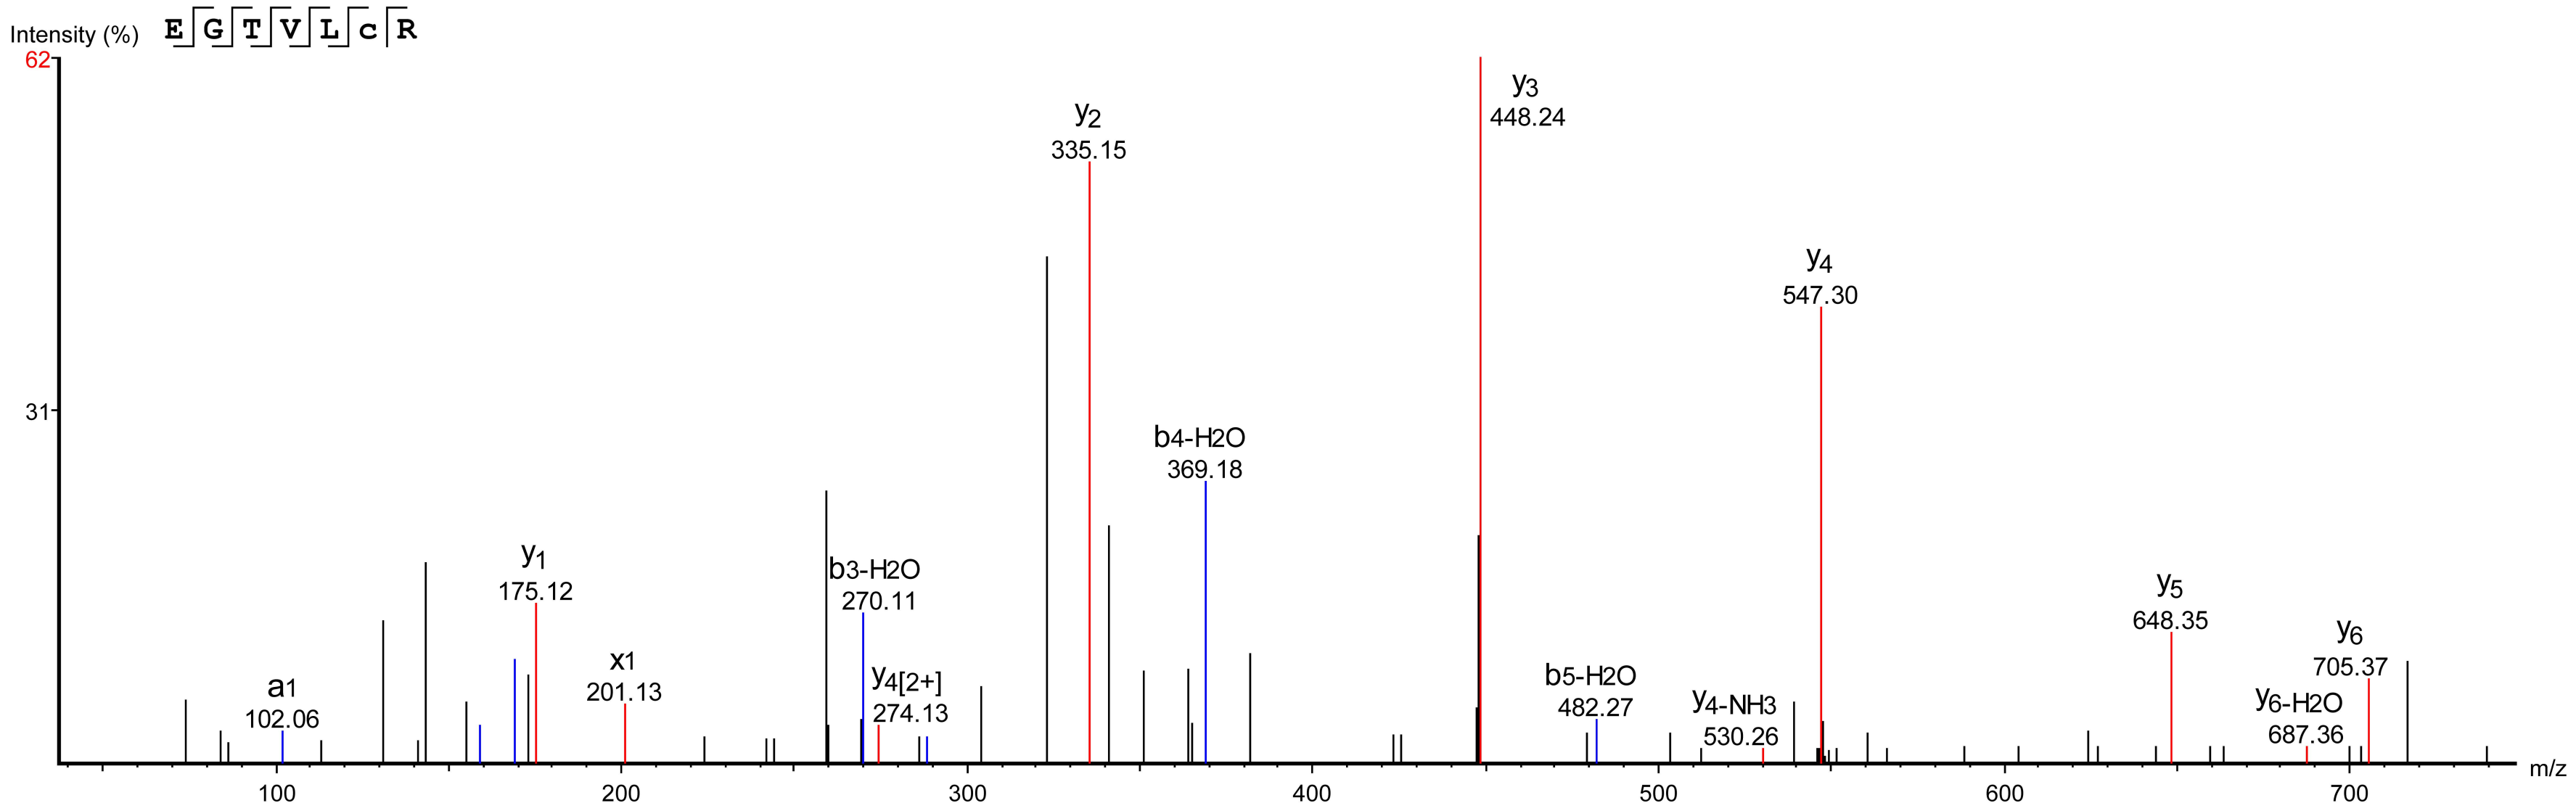 Intensity (%) EGTVLcR
62
y3
448.24
y2
335.15
y4
547.30
31
b4-H2O
369.18
y1
175.12
b3-H2O
270.11
y5
648.35
y6
705.37
x1
201.13
a1
102.06
y4[2+]
274.13
b5-H2O
482.27
y4-NH3
530.26
y6-H2O
687.36
100 200 300 400 500 600 700 m/z